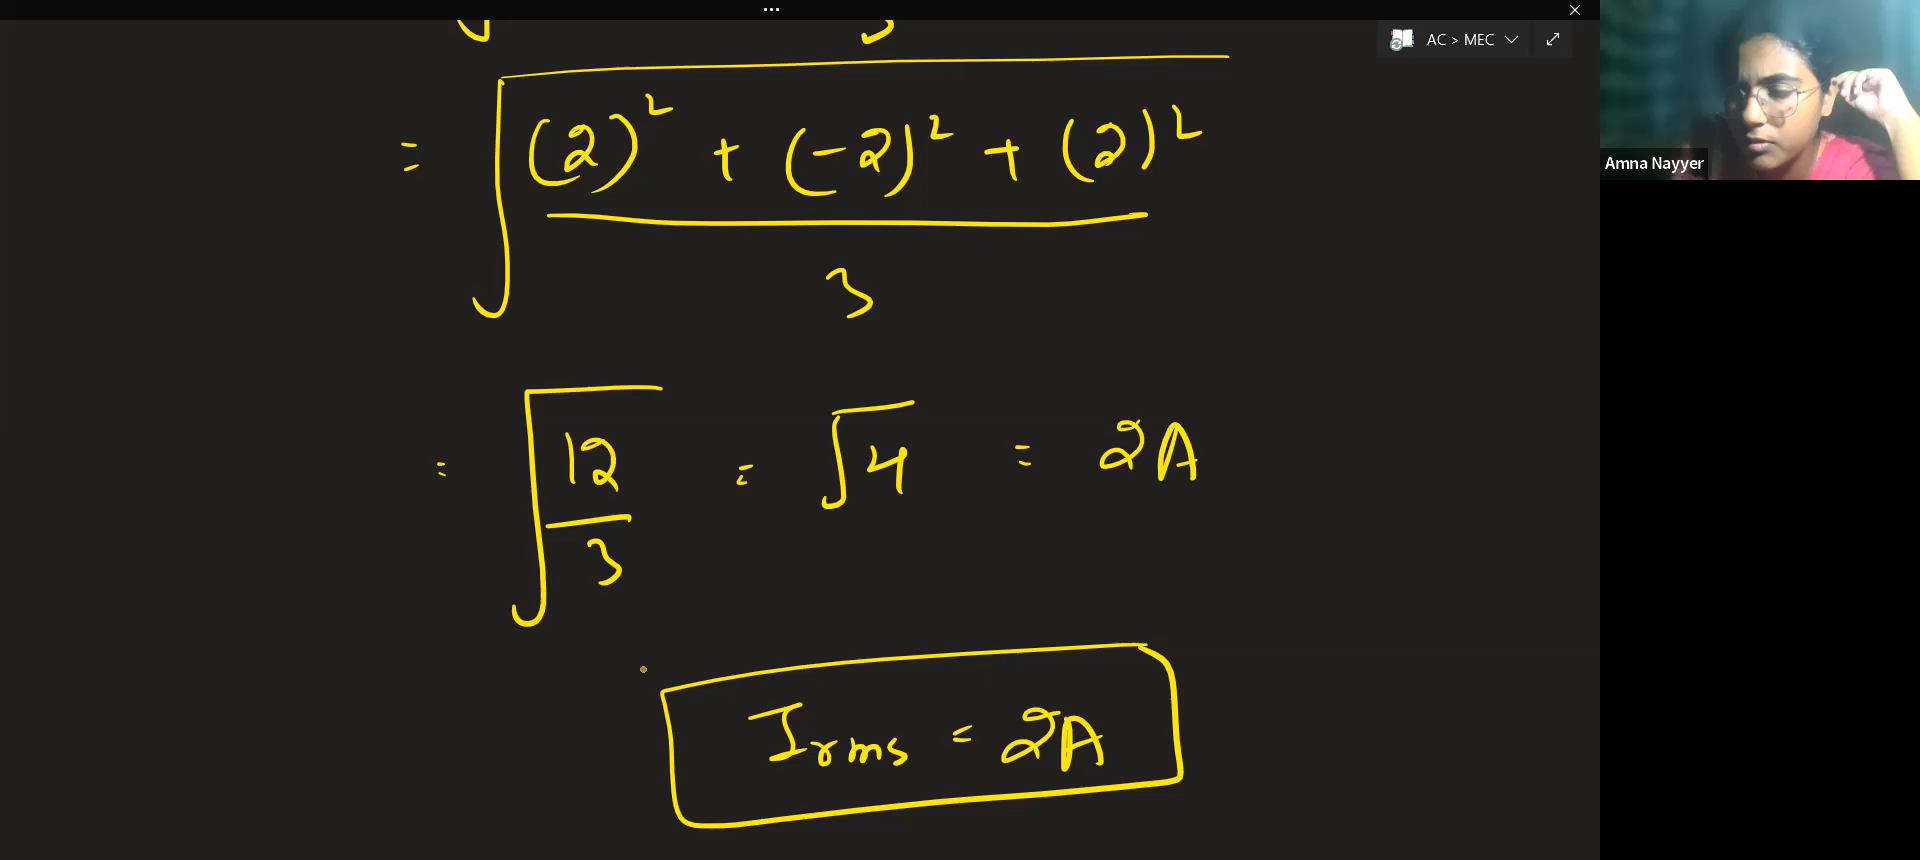 AC > MEC
= √((2)² + (-2)² + (2)²
3
= √12/3 = √4 = 2A
Irms = 2A
Amna Nayyer